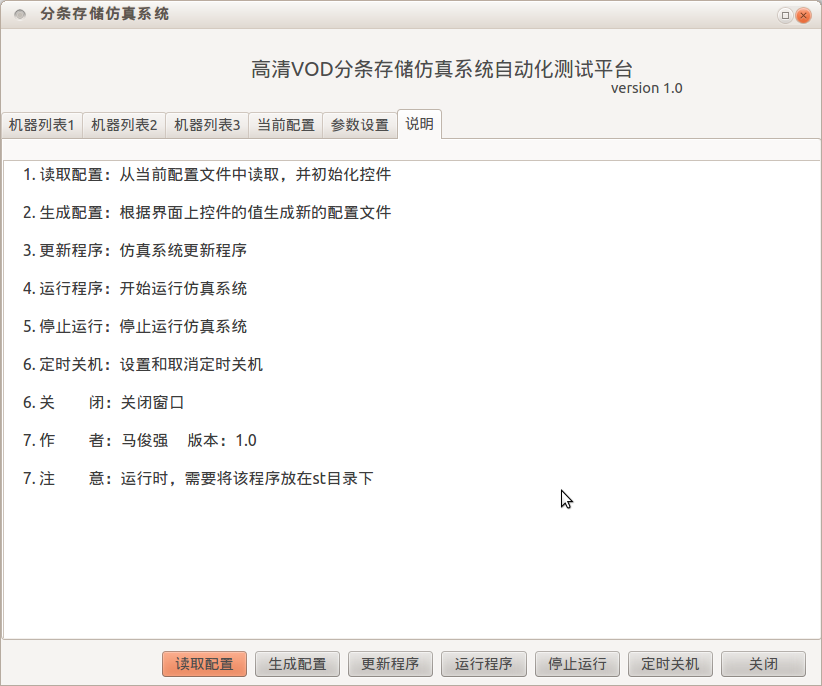 分条存储仿真系统
高清VOD分条存储仿真系统自动化测试平台
version 1.0
机器列表1 机器列表2 机器列表3 当前配置 参数设置 说明
1. 读取配置：从当前配置文件中读取，并初始化控件
2. 生成配置：根据界面上控件的值生成新的配置文件
3. 更新程序：仿真系统更新程序
4. 运行程序：开始运行仿真系统
5. 停止运行：停止运行仿真系统
6. 定时关机：设置和取消定时关机
6. 关 闭：关闭窗口
7. 作 者：马俊强 版本：1.0
7. 注 意：运行时，需要将该程序放在st目录下
读取配置 生成配置 更新程序 运行程序 停止运行 定时关机 关闭